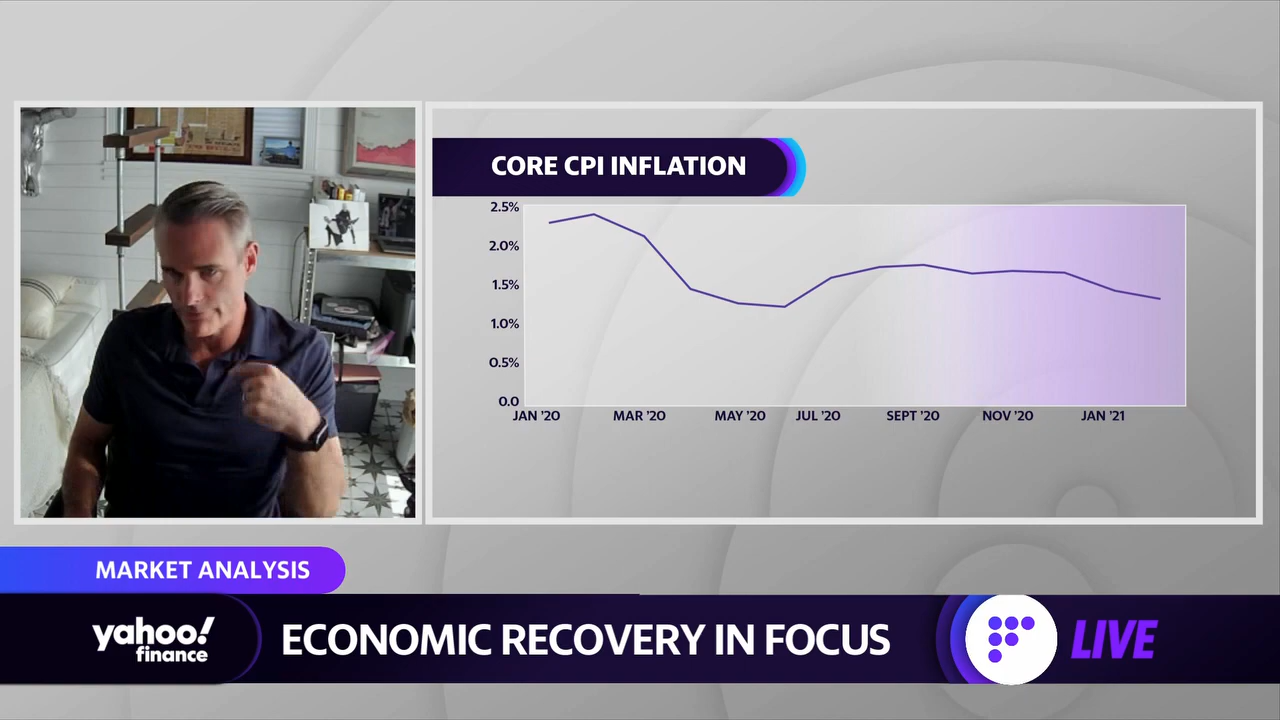 CORE CPI INFLATION
2.5%
2.0%
1.5%
1.0%
0.5%
0.0
JAN '20 MAR '20 MAY '20 JUL '20 SEPT '20 NOV '20 JAN '21
MARKET ANALYSIS
yahoo!
finance
ECONOMIC RECOVERY IN FOCUS
LIVE